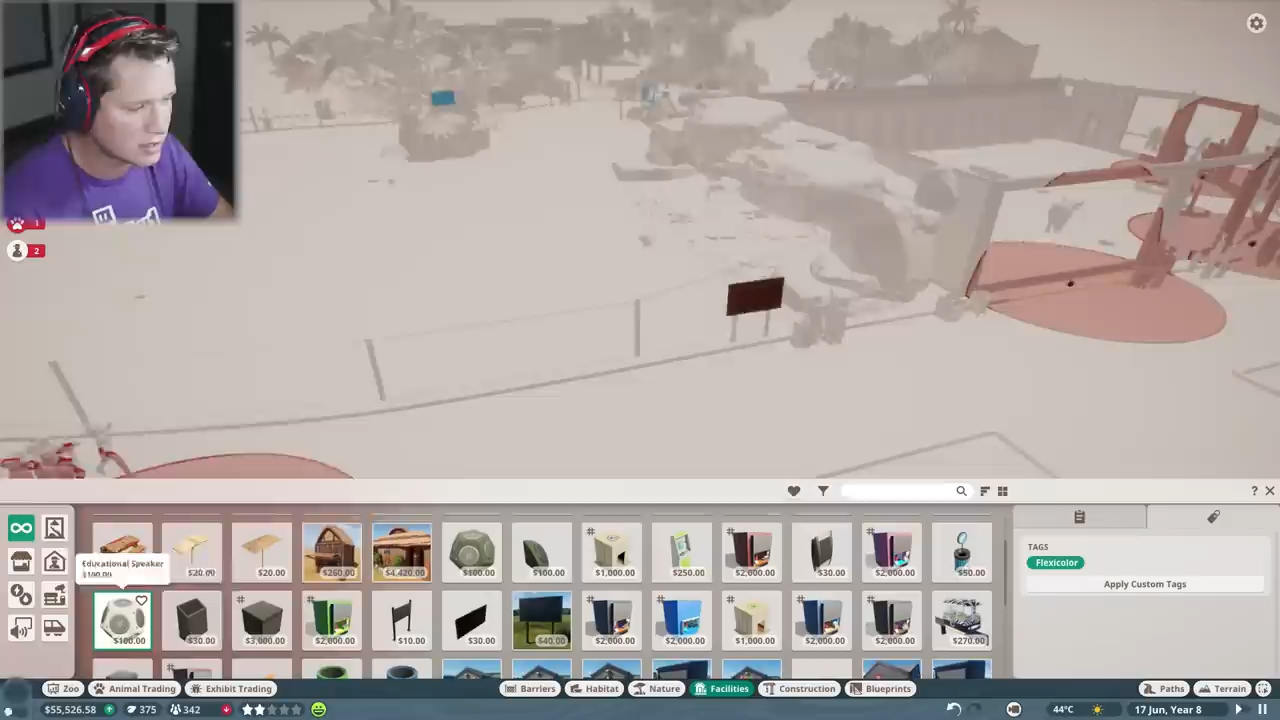 1
2
Educational Speaker
$100.00
$20.00
$20.00
$260.00
$4,420.00
$100.00
$100.00
$1,000.00
$250.00
$2,000.00
$30.00
$2,000.00
$50.00
$100.00
$30.00
$3,000.00
$2,000.00
$10.00
$30.00
$40.00
$2,000.00
$2,000.00
$1,000.00
$2,000.00
$2,000.00
$270.00
?
TAGS
Flexicolor
Apply Custom Tags
Zoo
Animal Trading
Exhibit Trading
Barriers
Habitat
Nature
Facilities
Construction
Blueprints
Paths
Terrain
$55,526.58
375
342
44°C
17 Jun, Year 8